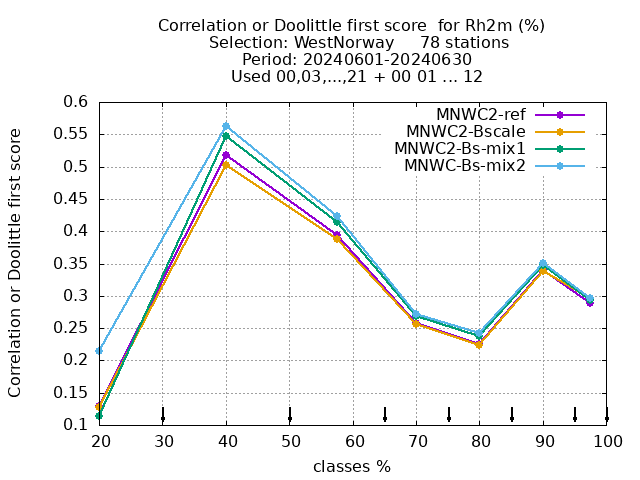 Correlation or Doolittle first score  for Rh2m (%)
Selection: WestNorway     78 stations
Period: 20240601-20240630
Used 00,03,...,21 + 00 01 ... 12
MNWC2-ref
MNWC2-Bscale
MNWC2-Bs-mix1
MNWC-Bs-mix2
Correlation or Doolittle first score
0.6
0.55
0.5
0.45
0.4
0.35
0.3
0.25
0.2
0.15
0.1
20 30 40 50 60 70 80 90 100
classes %